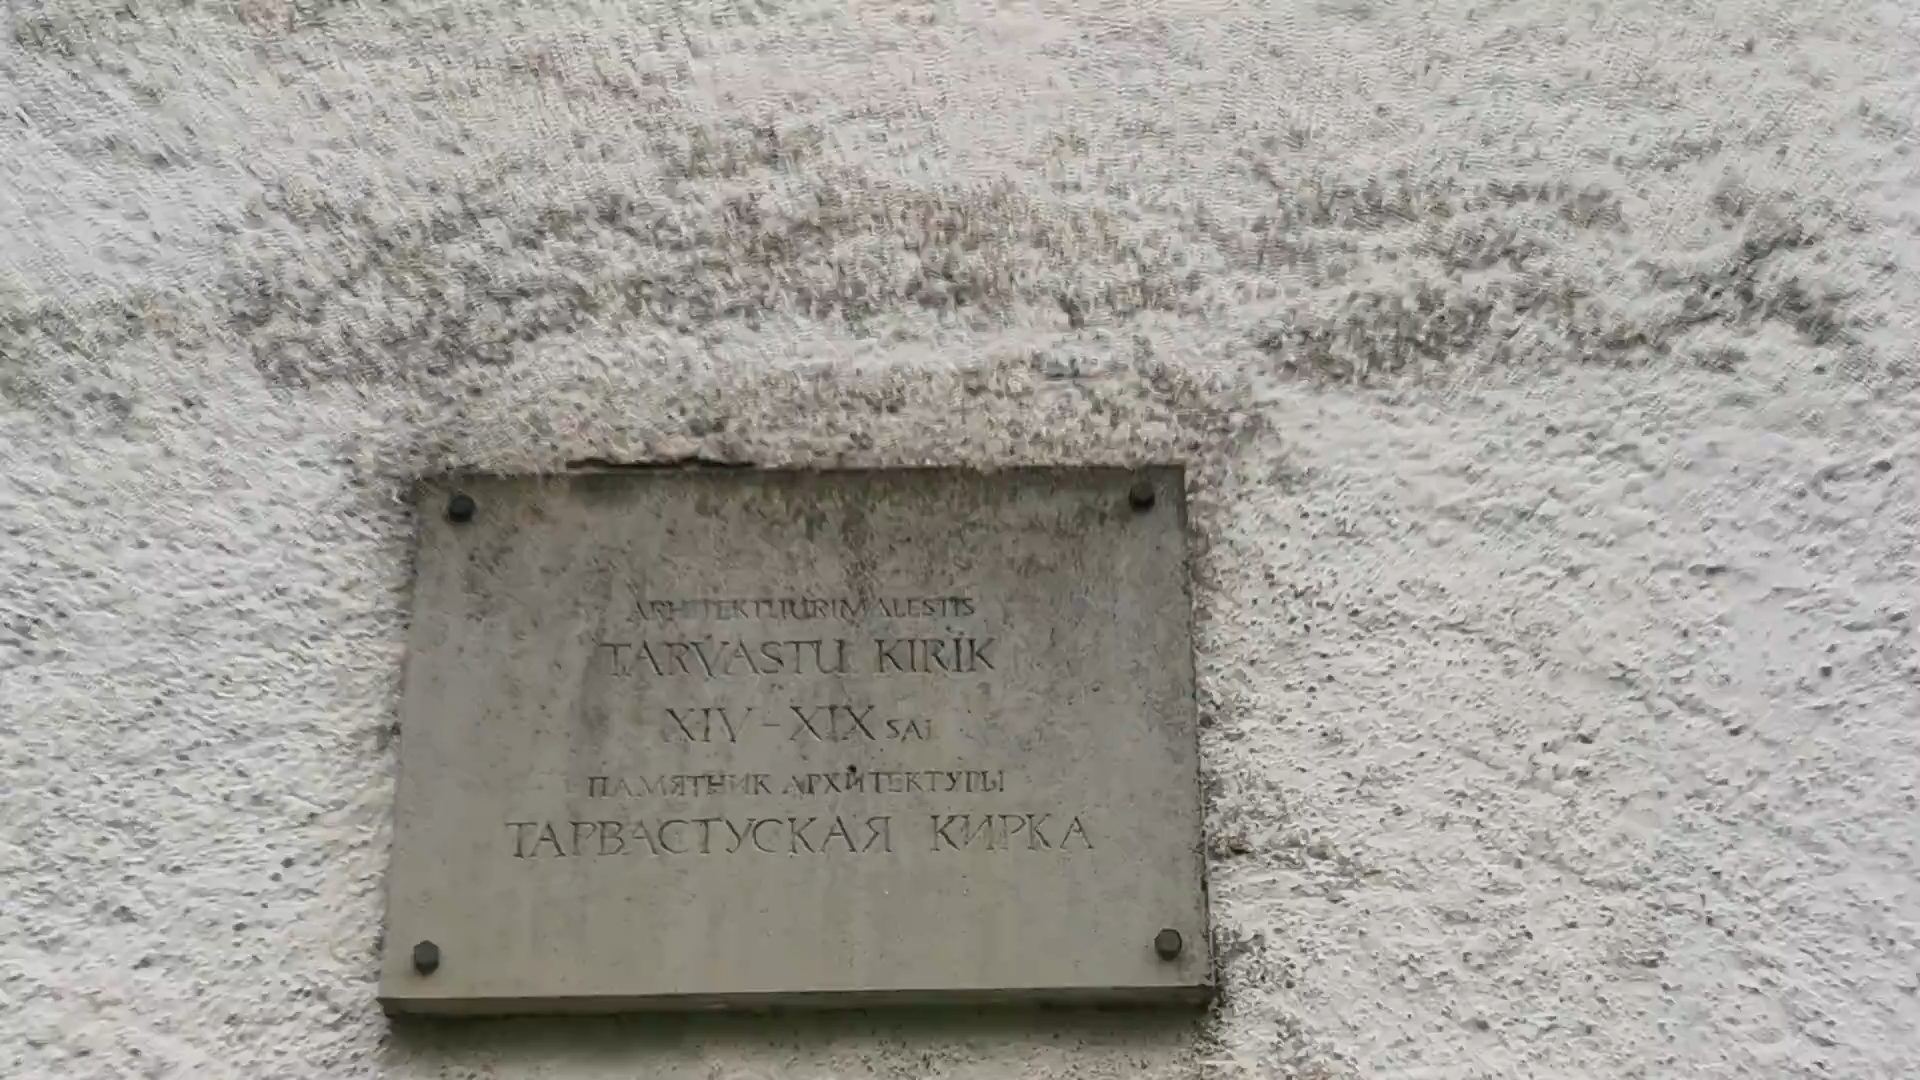 ARHITEKTUURIMÄLESTIS
TARVASTU KIRIK
XIV-XIX SAJ.
ПАМЯТНИК АРХИТЕКТУРЫ
ТАРВАСТУСКАЯ КИРКА